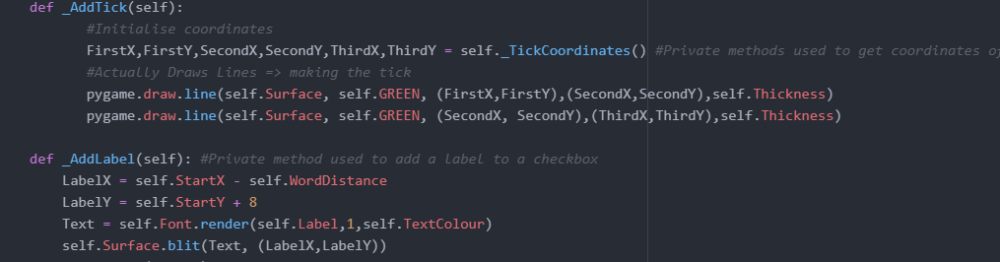 def _AddTick(self):
#Initialise coordinates
FirstX,FirstY,SecondX,SecondY,ThirdX,ThirdY = self._TickCoordinates() #Private methods used to get coordinates of
#Actually Draws Lines => making the tick
pygame.draw.line(self.Surface, self.GREEN, (FirstX,FirstY),(SecondX,SecondY),self.Thickness)
pygame.draw.line(self.Surface, self.GREEN, (SecondX, SecondY),(ThirdX,ThirdY),self.Thickness)
def _AddLabel(self): #Private method used to add a label to a checkbox
LabelX = self.StartX - self.WordDistance
LabelY = self.StartY + 8
Text = self.Font.render(self.Label,1,self.TextColour)
self.Surface.blit(Text, (LabelX,LabelY))